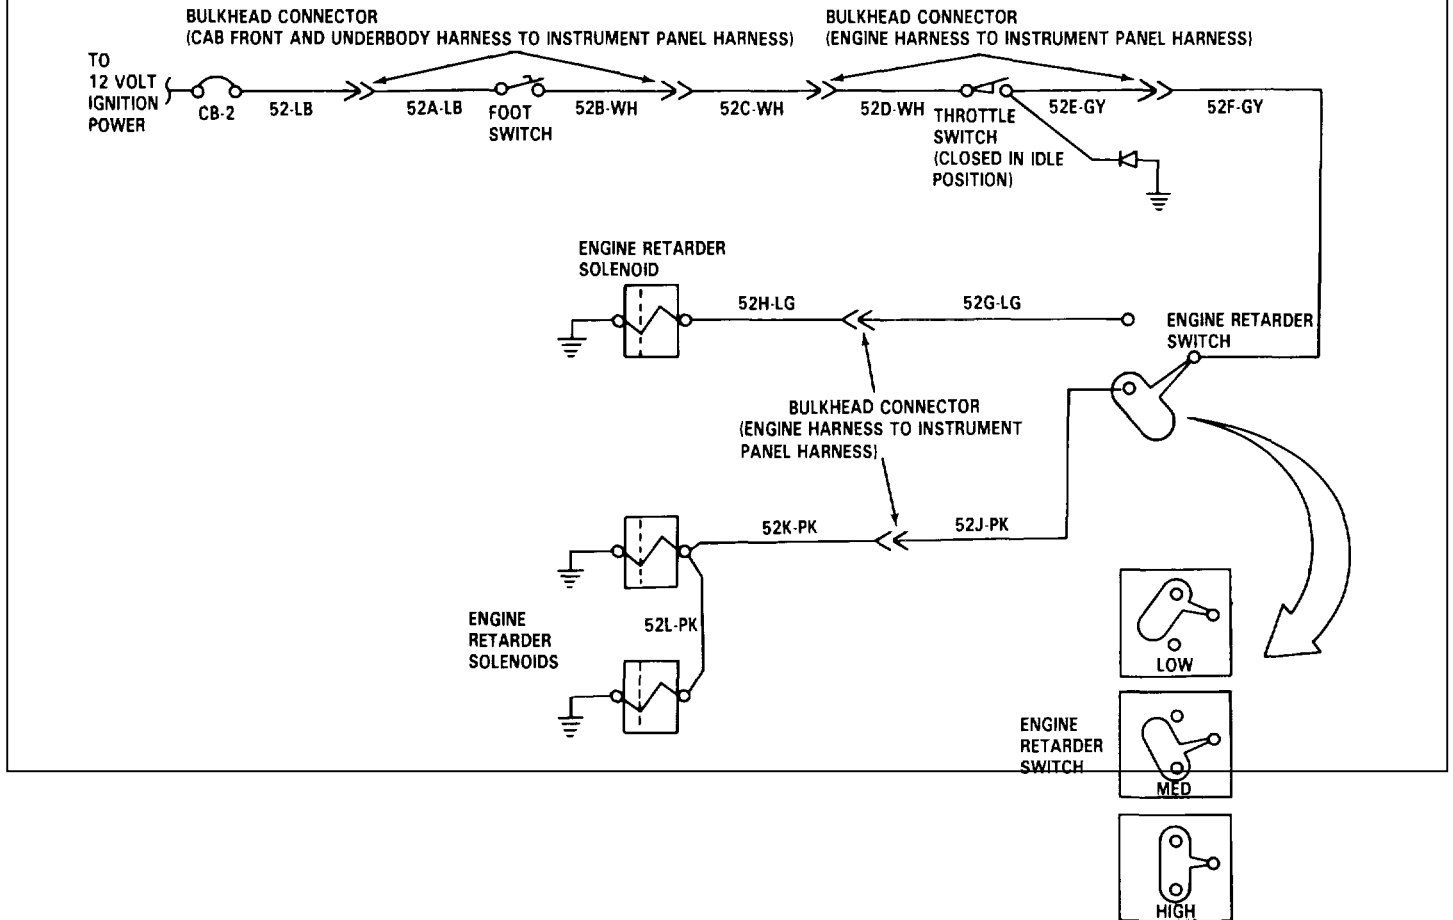 BULKHEAD CONNECTOR
(CAB FRONT AND UNDERBODY HARNESS TO INSTRUMENT PANEL HARNESS)
BULKHEAD CONNECTOR
(ENGINE HARNESS TO INSTRUMENT PANEL HARNESS)
TO
12 VOLT
IGNITION
POWER
CB-2
52-LB
52A-LB
FOOT
SWITCH
52B-WH
52C-WH
52D-WH
THROTTLE
SWITCH
(CLOSED IN IDLE
POSITION)
52E-GY
52F-GY
ENGINE RETARDER
SOLENOID
52H-LG
52G-LG
ENGINE RETARDER
SWITCH
BULKHEAD CONNECTOR
(ENGINE HARNESS TO INSTRUMENT
PANEL HARNESS)
52K-PK
52J-PK
ENGINE
RETARDER
SOLENOIDS
52L-PK
LOW
ENGINE
RETARDER
SWITCH
MED
HIGH